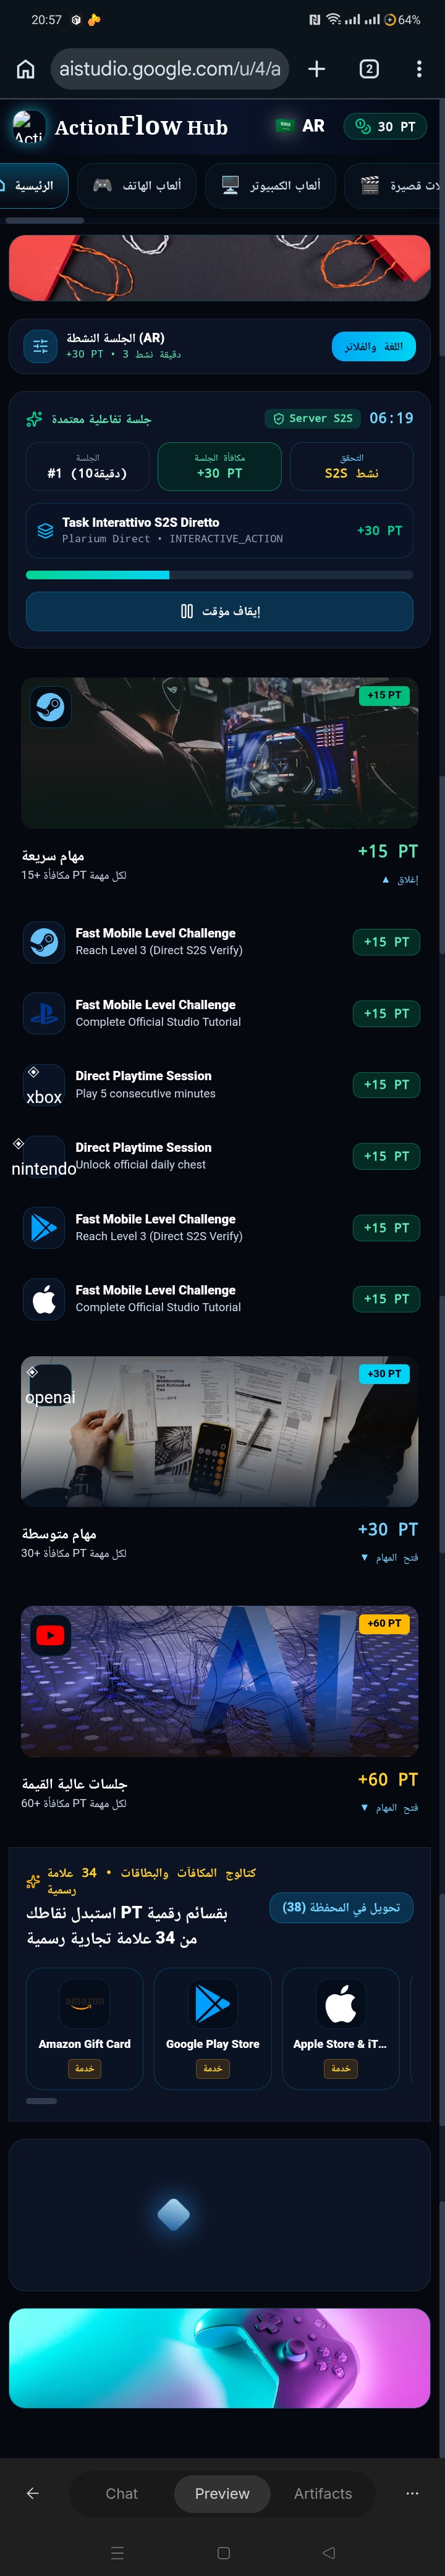 20:57
64%
aistudio.google.com/u/4/a
2
Acti
ActionFlow Hub
AR
30 PT
الرئيسية
ألعاب الهاتف
ألعاب الكمبيوتر
لات قصيرة
الجلسة النشطة (AR)
+30 PT • 3 دقيقة نشط
اللغة والفلاتر
جلسة تفاعلية معتمدة
Server S2S
06:19
الجلسة
#1 (10دقيقة)
مكافأة الجلسة
+30 PT
التحقق
نشط S2S
Task Interattivo S2S Diretto
Plarium Direct • INTERACTIVE_ACTION
+30 PT
إيقاف مؤقت
+15 PT
مهام سريعة
لكل مهمة PT مكافأة +15
+15 PT
إغلاق ▲
Fast Mobile Level Challenge
Reach Level 3 (Direct S2S Verify)
+15 PT
Fast Mobile Level Challenge
Complete Official Studio Tutorial
+15 PT
xbox
Direct Playtime Session
Play 5 consecutive minutes
+15 PT
nintendo
Direct Playtime Session
Unlock official daily chest
+15 PT
Fast Mobile Level Challenge
Reach Level 3 (Direct S2S Verify)
+15 PT
Fast Mobile Level Challenge
Complete Official Studio Tutorial
+15 PT
openai
+30 PT
مهام متوسطة
لكل مهمة PT مكافأة +30
+30 PT
فتح المهام ▼
+60 PT
جلسات عالية القيمة
لكل مهمة PT مكافأة +60
+60 PT
فتح المهام ▼
كتالوج المكافآت والبطاقات • 34 علامة
رسمية
بقسائم رقمية PT استبدل نقاطك
من 34 علامة تجارية رسمية
تحويل في المحفظة (38)
amazon
Amazon Gift Card
خدمة
Google Play Store
خدمة
Apple Store & iT...
خدمة
Chat
Preview
Artifacts